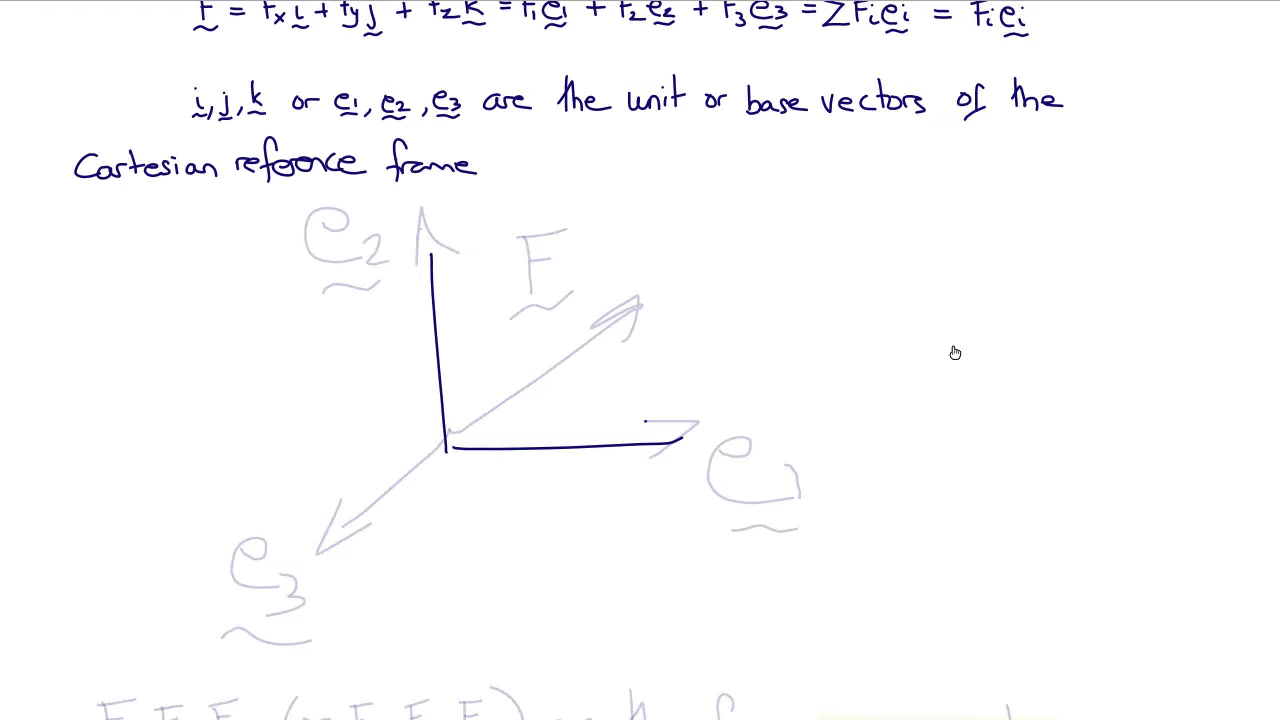 F = Fx i + Fy j + Fz k = F1 e1 + F2 e2 + F3 e3 = ΣFi ei = Fi ei
i, j, k or e1, e2, e3 are the unit or base vectors of the
Cartesian reference frame
e2
F
e1
e3